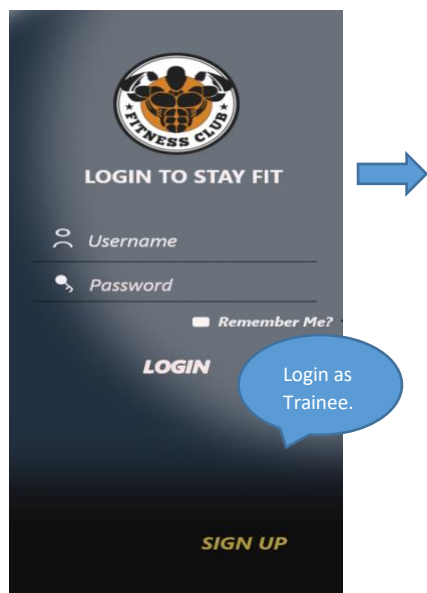 FITNESS CLUB
LOGIN TO STAY FIT
Username
Password
Remember Me?
LOGIN
Login as
Trainee.
SIGN UP